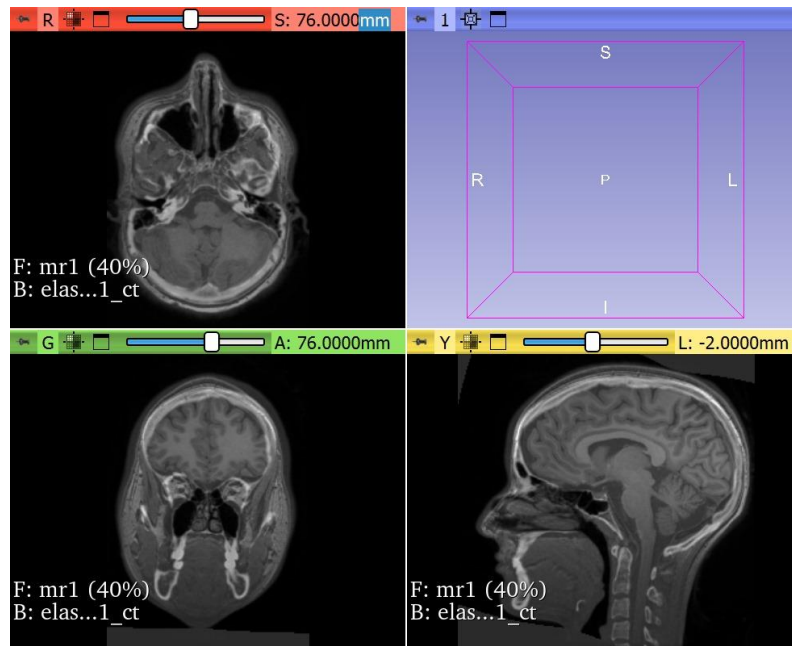 R S: 76.0000mm
1
F: mr1 (40%)
B: elas...1_ct
S
R P L
I
G A: 76.0000mm
F: mr1 (40%)
B: elas...1_ct
Y L: -2.0000mm
F: mr1 (40%)
B: elas...1_ct